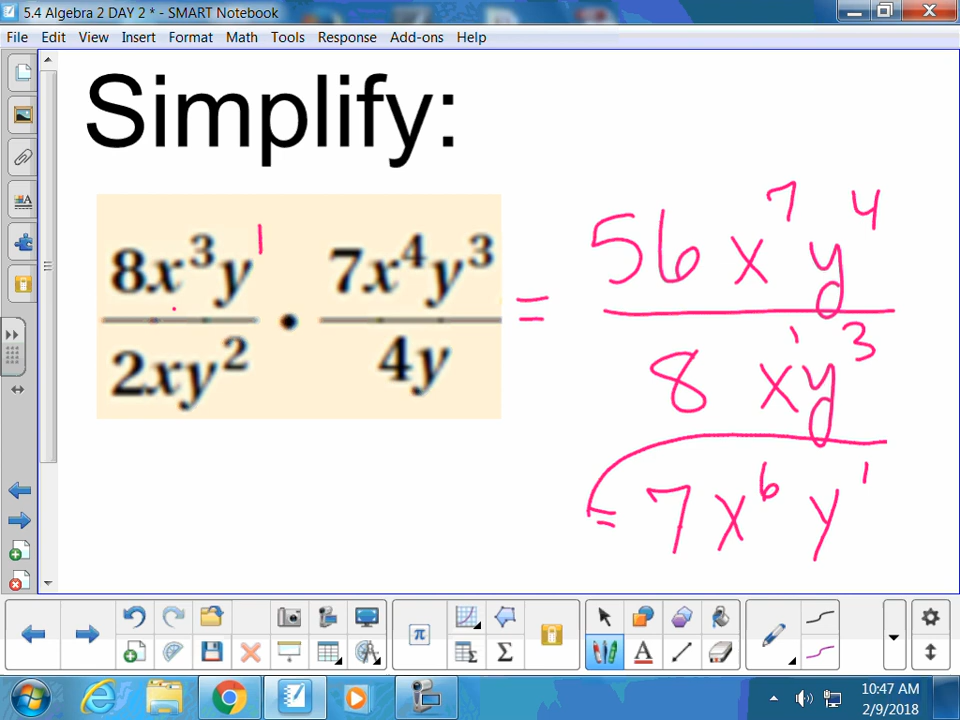 5.4 Algebra 2 DAY 2 * - SMART Notebook
File Edit View Insert Format Math Tools Response Add-ons Help
Simplify:
8x³y¹/2xy² • 7x⁴y³/4y = 56x⁷y⁴/8x¹y³
= 7x⁶y¹
π Σ A
10:47 AM
2/9/2018